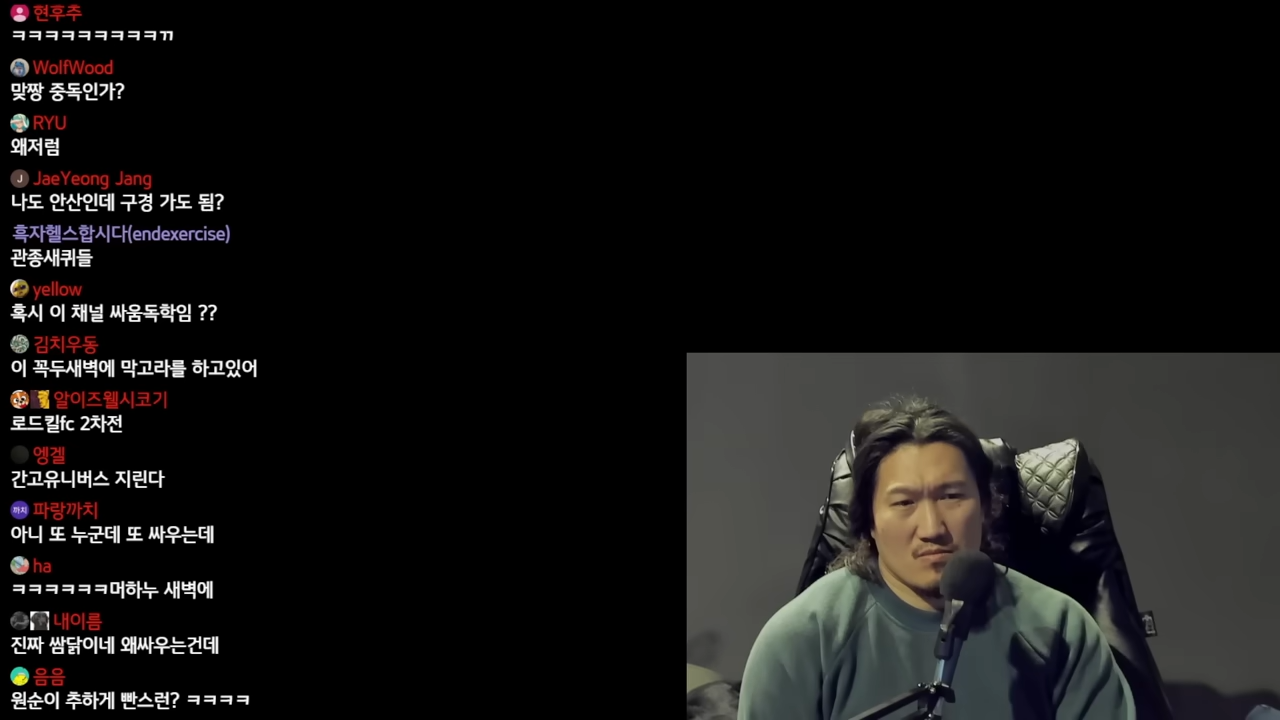 현후추
ㅋㅋㅋㅋㅋㅋㅋㅋㅋㄲ
WolfWood
맞짱 중독인가?
RYU
왜저럼
J JaeYeong Jang
나도 안산인데 구경 가도 됨?
흑자헬스합시다(endexercise)
관종새퀴들
yellow
혹시 이 채널 싸움독학임 ??
김치우동
이 꼭두새벽에 막고라를 하고있어
알이즈웰시코기
로드킬fc 2차전
엥겔
간고유니버스 지린다
까치 파랑까치
아니 또 누군데 또 싸우는데
ha
ㅋㅋㅋㅋㅋㅋ머하누 새벽에
내이름
진짜 쌈닭이네 왜싸우는건데
음음
원순이 추하게 빤스런? ㅋㅋㅋㅋ